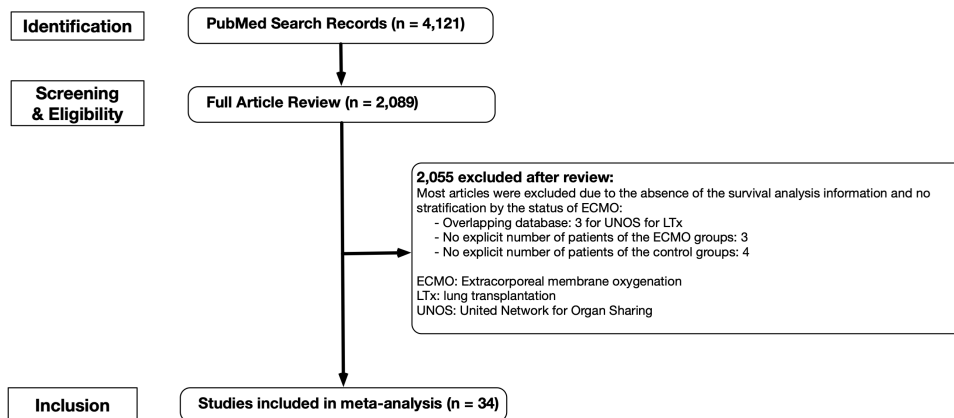 Identification
PubMed Search Records (n = 4,121)
Screening
& Eligibility
Full Article Review (n = 2,089)
2,055 excluded after review:
Most articles were excluded due to the absence of the survival analysis information and no
stratification by the status of ECMO:
- Overlapping database: 3 for UNOS for LTx
- No explicit number of patients of the ECMO groups: 3
- No explicit number of patients of the control groups: 4
ECMO: Extracorporeal membrane oxygenation
LTx: lung transplantation
UNOS: United Network for Organ Sharing
Inclusion
Studies included in meta-analysis (n = 34)